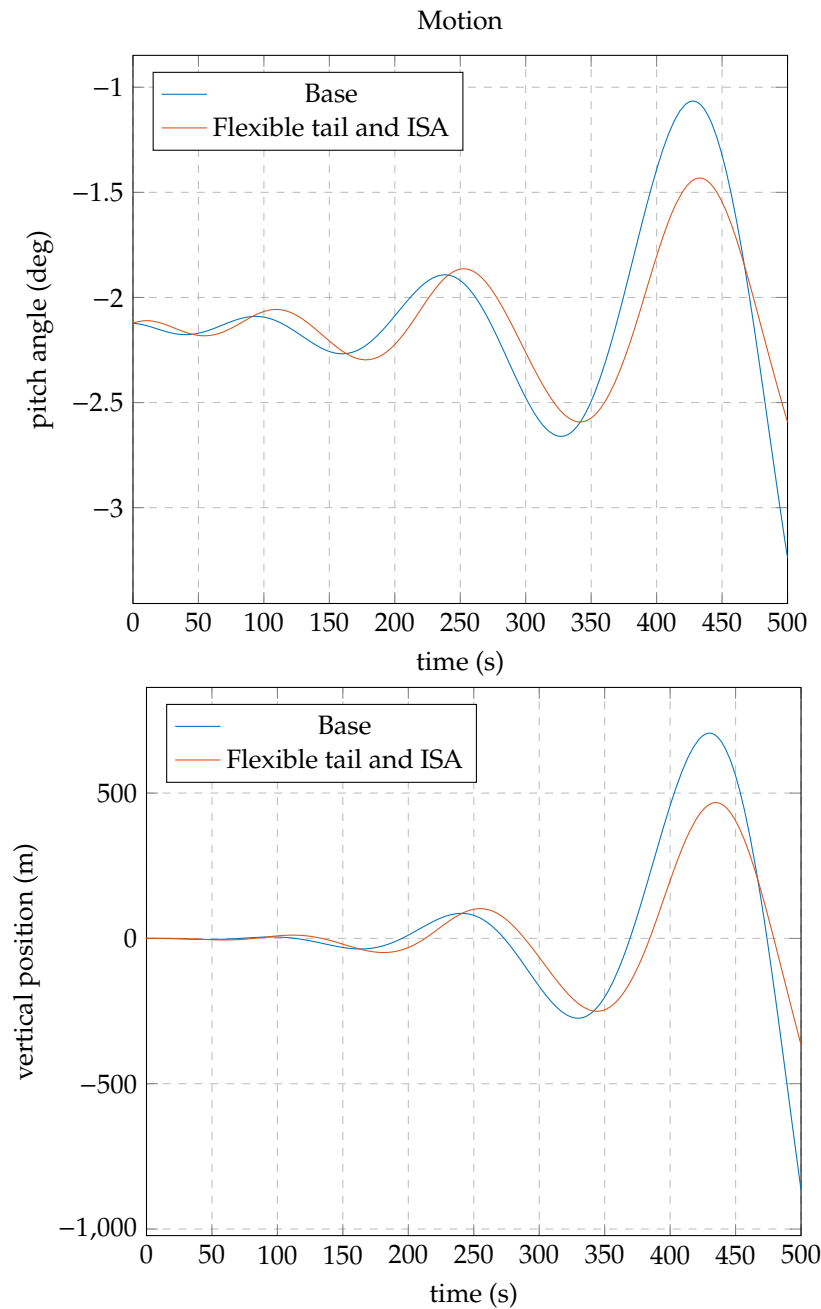 Motion
Base
Flexible tail and ISA
−1
−1.5
−2
−2.5
−3
pitch angle (deg)
0 50 100 150 200 250 300 350 400 450 500
time (s)
Base
Flexible tail and ISA
500
0
−500
−1,000
vertical position (m)
0 50 100 150 200 250 300 350 400 450 500
time (s)